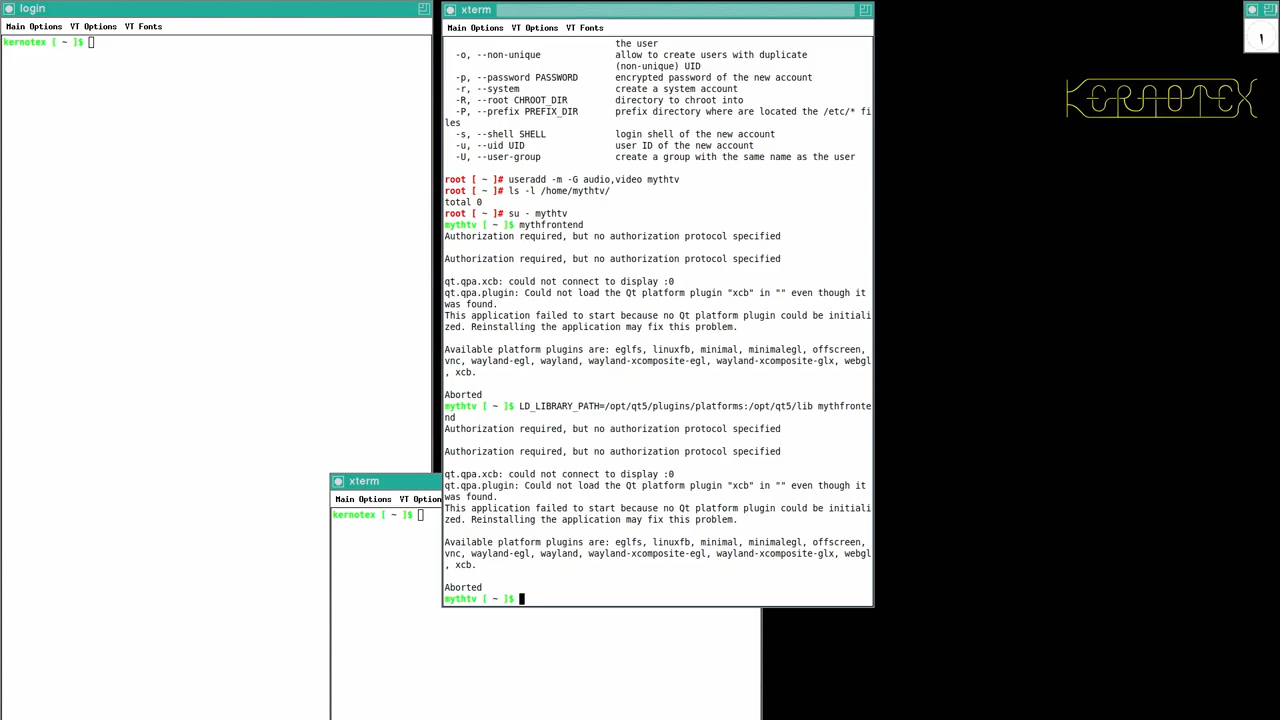 login
Main Options VT Options VT Fonts
kernotex [ ~ ]$
xterm
Main Options VT Options VT Fonts
the user
-o, --non-unique allow to create users with duplicate
(non-unique) UID
-p, --password PASSWORD encrypted password of the new account
-r, --system create a system account
-R, --root CHROOT_DIR directory to chroot into
-P, --prefix PREFIX_DIR prefix directory where are located the /etc/* fi
les
-s, --shell SHELL login shell of the new account
-u, --uid UID user ID of the new account
-U, --user-group create a group with the same name as the user
root [ ~ ]# useradd -m -G audio,video mythtv
root [ ~ ]# ls -l /home/mythtv/
total 0
root [ ~ ]# su - mythtv
mythtv [ ~ ]$ mythfrontend
Authorization required, but no authorization protocol specified
Authorization required, but no authorization protocol specified
qt.qpa.xcb: could not connect to display :0
qt.qpa.plugin: Could not load the Qt platform plugin "xcb" in "" even though it
was found.
This application failed to start because no Qt platform plugin could be initiali
zed. Reinstalling the application may fix this problem.
Available platform plugins are: eglfs, linuxfb, minimal, minimalegl, offscreen,
vnc, wayland-egl, wayland, wayland-xcomposite-egl, wayland-xcomposite-glx, webgl
, xcb.
Aborted
mythtv [ ~ ]$ LD_LIBRARY_PATH=/opt/qt5/plugins/platforms:/opt/qt5/lib mythfronte
nd
Authorization required, but no authorization protocol specified
Authorization required, but no authorization protocol specified
qt.qpa.xcb: could not connect to display :0
qt.qpa.plugin: Could not load the Qt platform plugin "xcb" in "" even though it
was found.
This application failed to start because no Qt platform plugin could be initiali
zed. Reinstalling the application may fix this problem.
Available platform plugins are: eglfs, linuxfb, minimal, minimalegl, offscreen,
vnc, wayland-egl, wayland, wayland-xcomposite-egl, wayland-xcomposite-glx, webgl
, xcb.
Aborted
mythtv [ ~ ]$
xterm
Main Options VT Option
kernotex [ ~ ]$
KERNOTEX